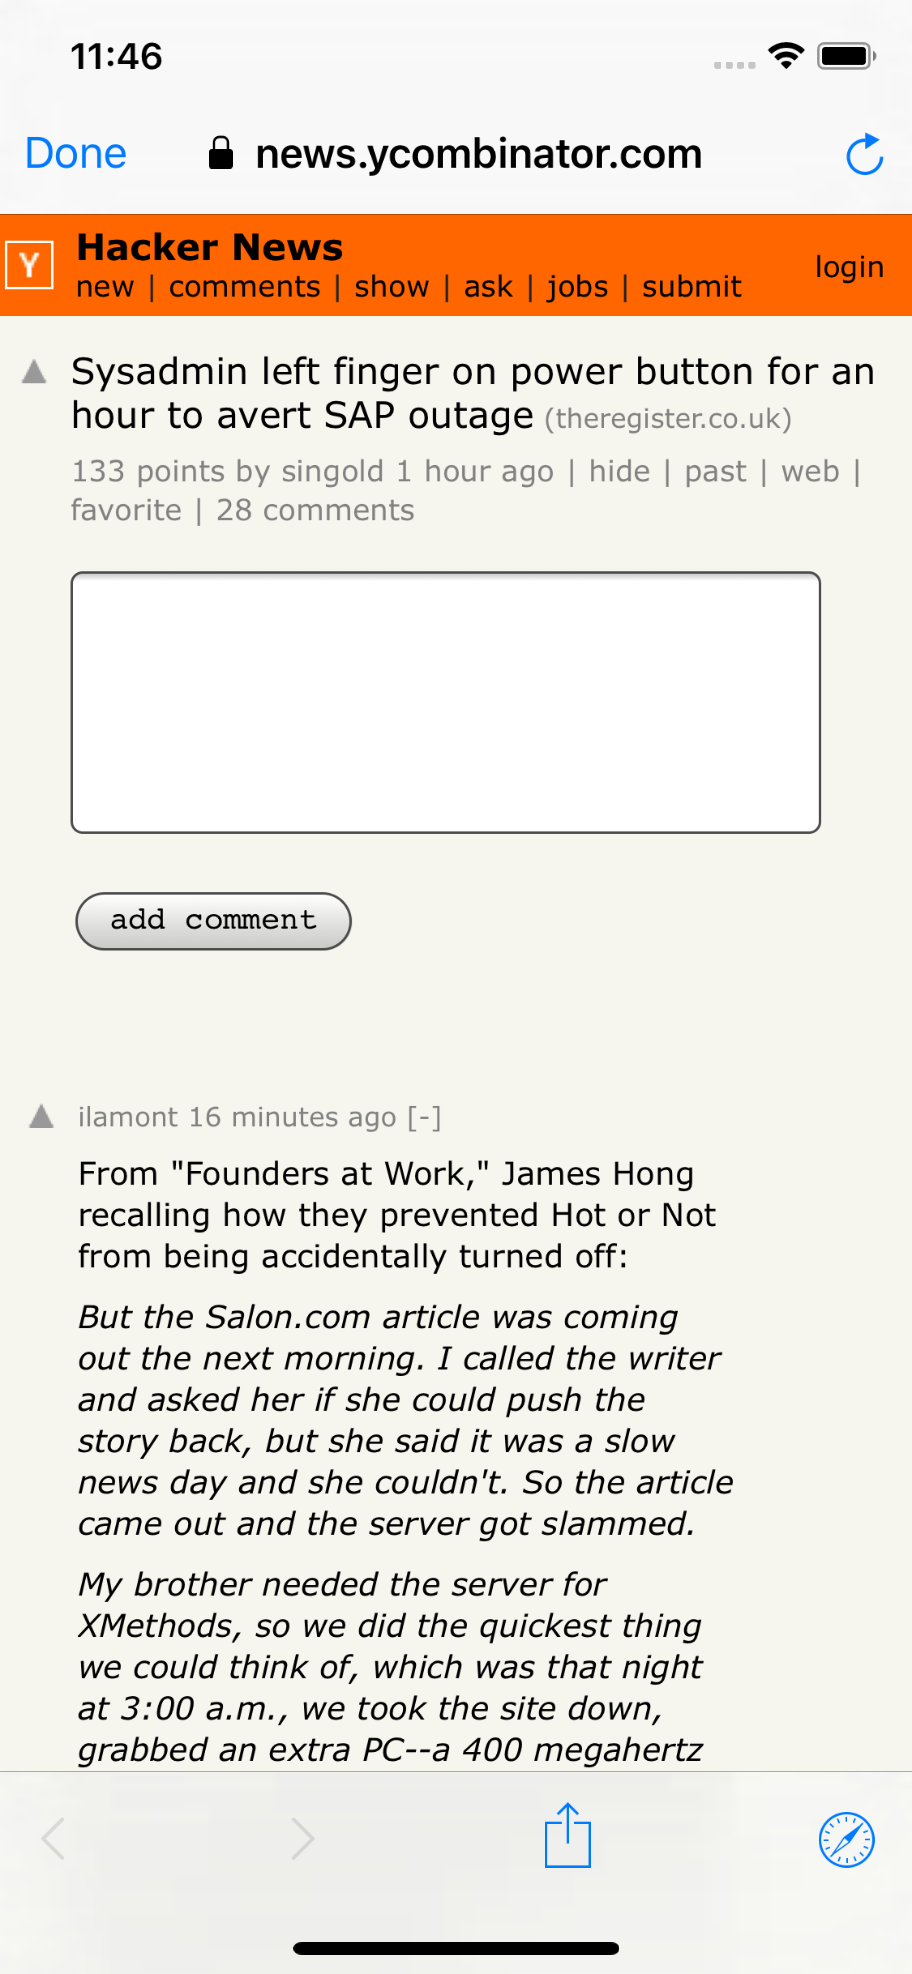 11:46
Done news.ycombinator.com
Y Hacker News
new | comments | show | ask | jobs | submit login
Sysadmin left finger on power button for an
hour to avert SAP outage (theregister.co.uk)
133 points by singold 1 hour ago | hide | past | web |
favorite | 28 comments
add comment
ilamont 16 minutes ago [-]
From "Founders at Work," James Hong
recalling how they prevented Hot or Not
from being accidentally turned off:
But the Salon.com article was coming
out the next morning. I called the writer
and asked her if she could push the
story back, but she said it was a slow
news day and she couldn't. So the article
came out and the server got slammed.
My brother needed the server for
XMethods, so we did the quickest thing
we could think of, which was that night
at 3:00 a.m., we took the site down,
grabbed an extra PC--a 400 megahertz